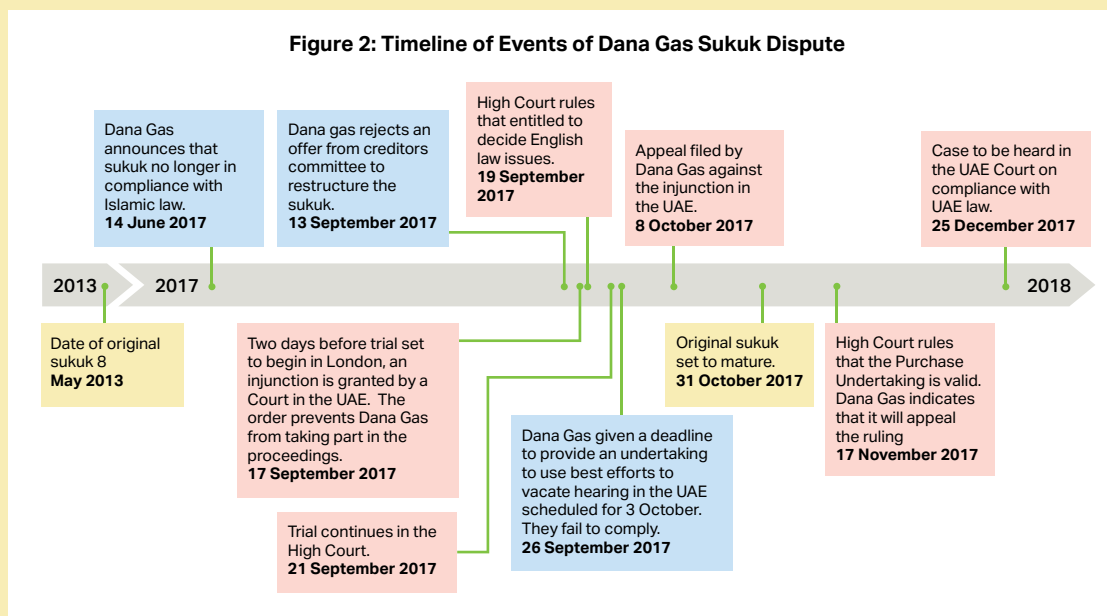 Figure 2: Timeline of Events of Dana Gas Sukuk Dispute
Dana Gas
announces that
sukuk no longer in
compliance with
Islamic law.
14 June 2017
Dana gas rejects an
offer from creditors
committee to
restructure the
sukuk.
13 September 2017
High Court rules
that entitled to
decide English
law issues.
19 September
2017
Appeal filed by
Dana Gas against
the injunction in
the UAE.
8 October 2017
Case to be heard in
the UAE Court on
compliance with
UAE law.
25 December 2017
2013
2017
2018
Date of original
sukuk 8
May 2013
Two days before trial set
to begin in London, an
injunction is granted by a
Court in the UAE. The
order prevents Dana Gas
from taking part in the
proceedings.
17 September 2017
Trial continues in the
High Court.
21 September 2017
Dana Gas given a deadline
to provide an undertaking
to use best efforts to
vacate hearing in the UAE
scheduled for 3 October.
They fail to comply.
26 September 2017
Original sukuk
set to mature.
31 October 2017
High Court rules
that the Purchase
Undertaking is valid.
Dana Gas indicates
that it will appeal
the ruling
17 November 2017